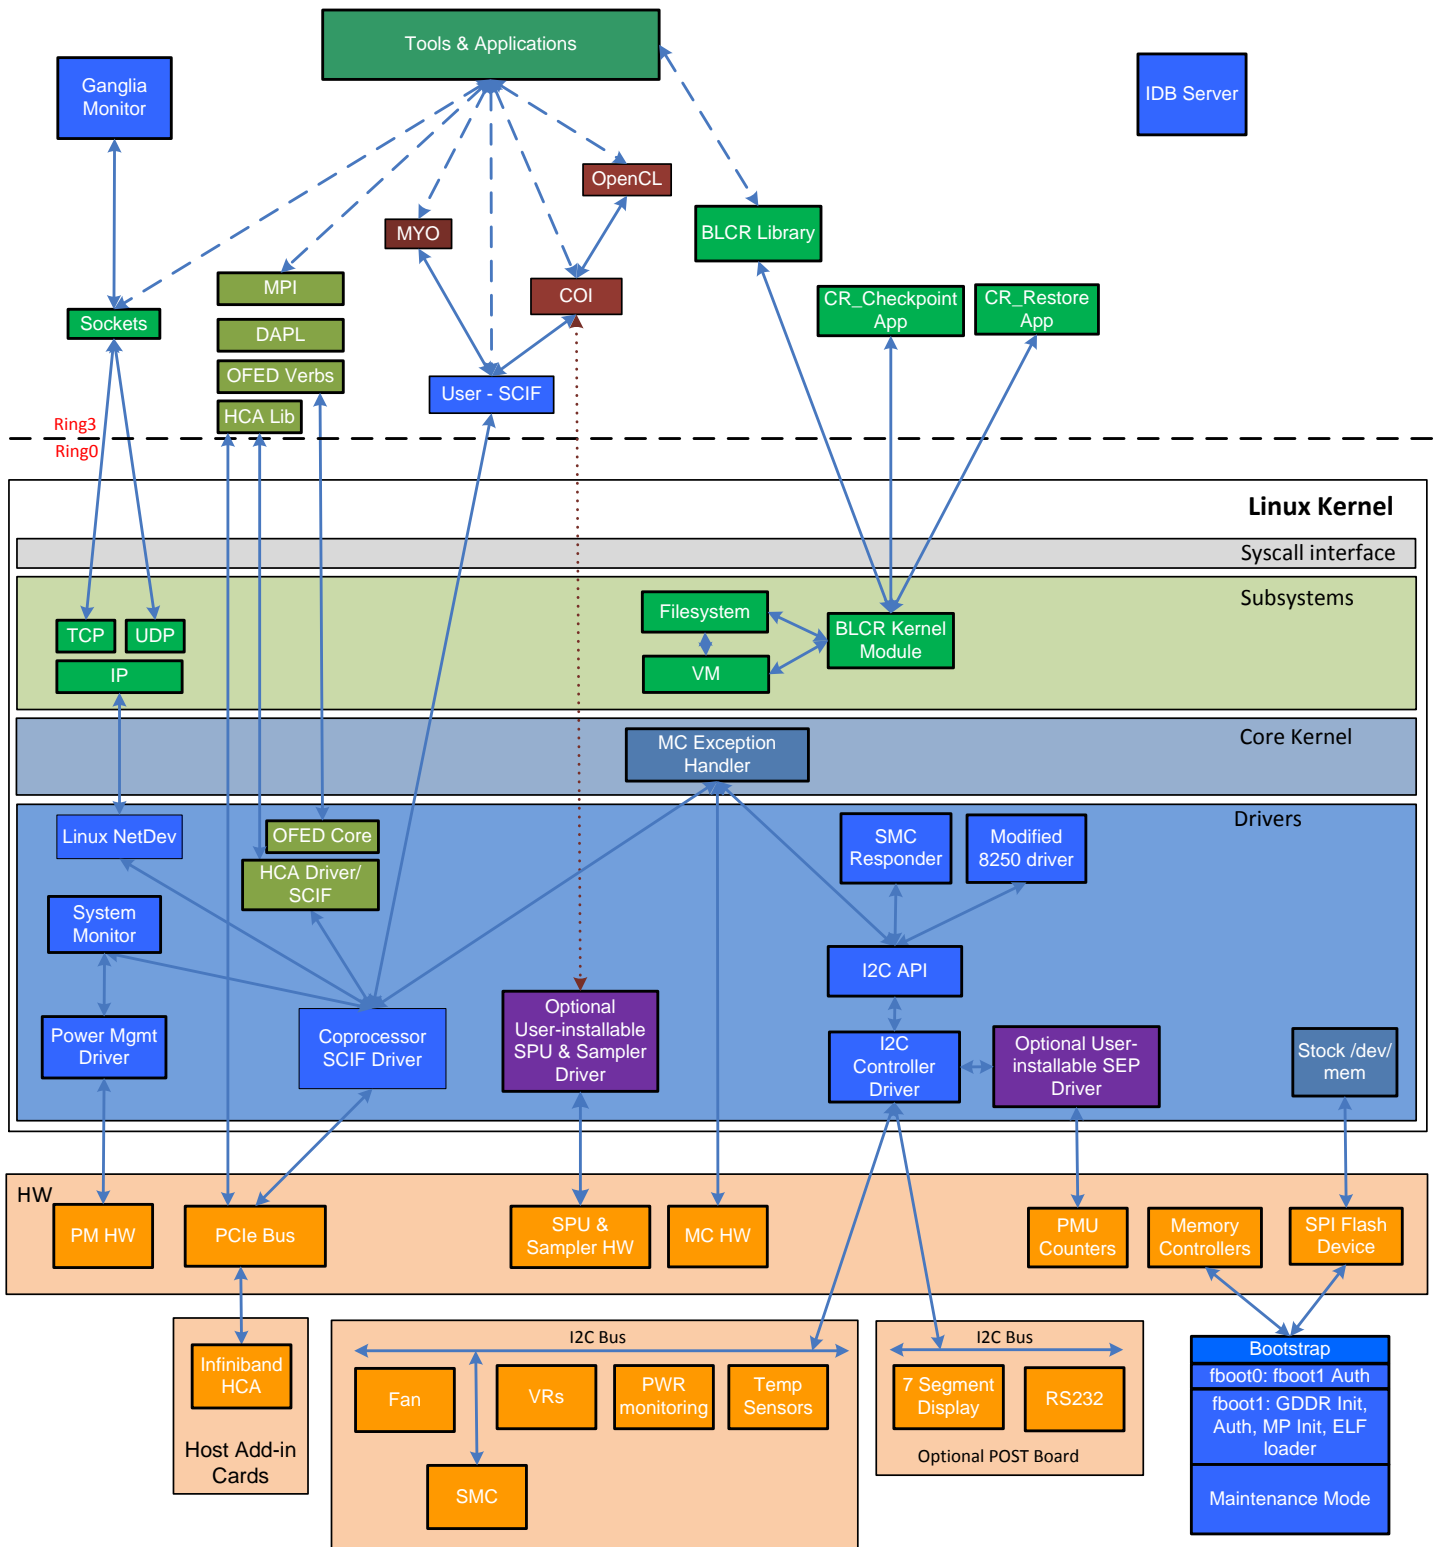 Tools & Applications
Ganglia
Monitor
IDB Server
OpenCL
MYO
BLCR Library
MPI
COI
CR_Checkpoint
App
CR_Restore
App
Sockets
DAPL
OFED Verbs
User - SCIF
HCA Lib
Ring3
Ring0
Linux Kernel
Syscall interface
Subsystems
Filesystem
TCP
UDP
BLCR Kernel
Module
IP
VM
Core Kernel
MC Exception
Handler
Drivers
Linux NetDev
OFED Core
SMC
Responder
Modified
8250 driver
HCA Driver/
SCIF
System
Monitor
I2C API
Optional
User-installable
SPU & Sampler
Driver
Power Mgmt
Driver
Coprocessor
SCIF Driver
I2C
Controller
Driver
Optional User-
installable SEP
Driver
Stock /dev/
mem
HW
PM HW
PCIe Bus
SPU &
Sampler HW
MC HW
PMU
Counters
Memory
Controllers
SPI Flash
Device
I2C Bus
I2C Bus
Infiniband
HCA
Host Add-in
Cards
Fan
VRs
PWR
monitoring
Temp
Sensors
SMC
7 Segment
Display
RS232
Optional POST Board
Bootstrap
fboot0: fboot1 Auth
fboot1: GDDR Init,
Auth, MP Init, ELF
loader
Maintenance Mode